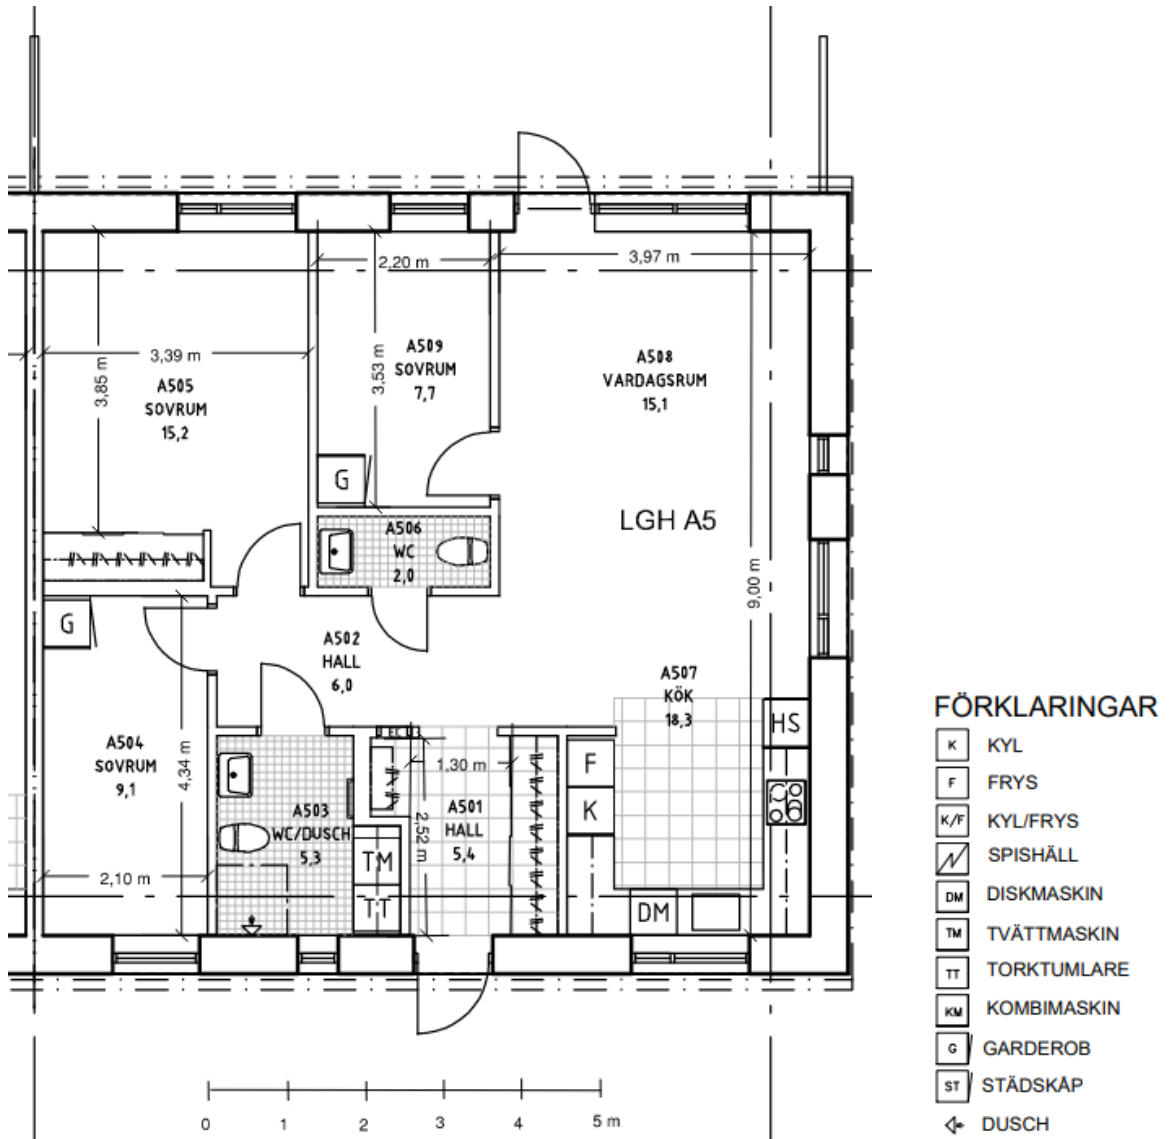 2,20 m
3,97 m
3,39 m
3,85 m
3,53 m
A505
SOVRUM
15,2
A509
SOVRUM
7,7
A508
VARDAGSRUM
15,1
G
LGH A5
A506
WC
2,0
9,00 m
G
A502
HALL
6,0
A507
KÖK
18,3
HS
A504
SOVRUM
9,1
4,34 m
1,30 m
F
K
A503
WC/DUSCH
5,3
2,52 m
A501
HALL
5,4
TM
TT
2,10 m
DM
0 1 2 3 4 5 m
FÖRKLARINGAR
K KYL
F FRYS
K/F KYL/FRYS
SPISHÄLL
DM DISKMASKIN
TM TVÄTTMASKIN
TT TORKTUMLARE
KM KOMBIMASKIN
G GARDEROB
ST STÄDSKÅP
DUSCH